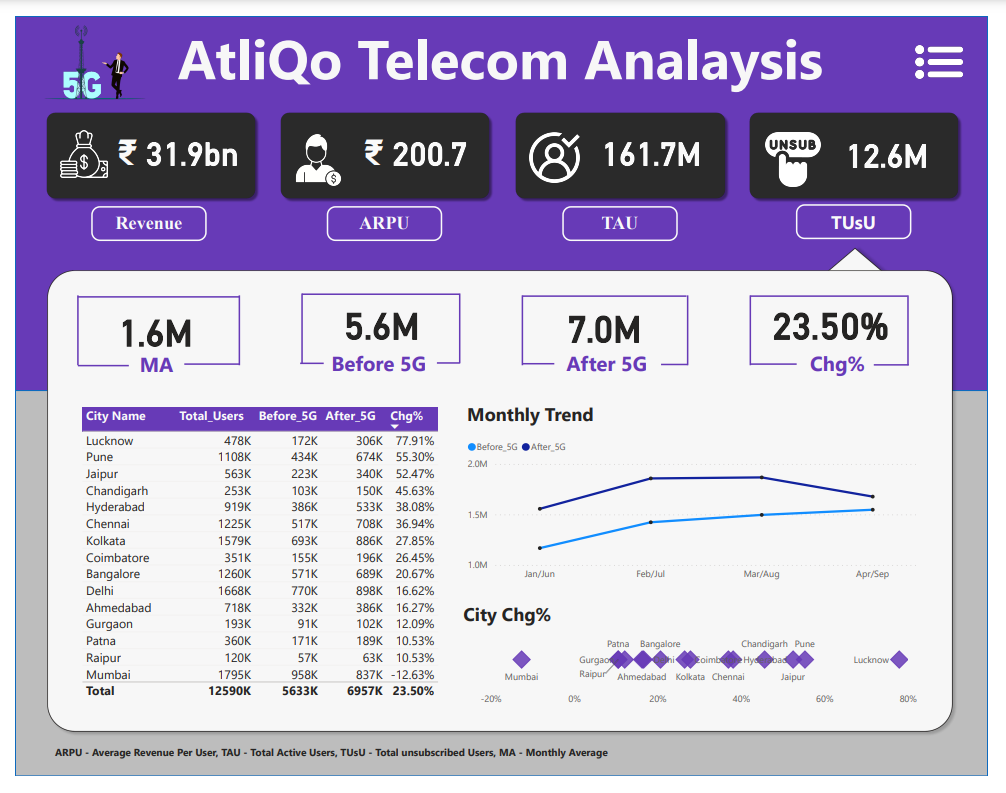 AtliQo Telecom Analaysis
5G
₹ 31.9bn
₹ 200.7
161.7M
UNSUB
12.6M
Revenue
ARPU
TAU
TUsU
1.6M
MA
5.6M
Before 5G
7.0M
After 5G
23.50%
Chg%
City Name Total_Users Before_5G After_5G Chg%
Lucknow 478K 172K 306K 77.91%
Pune 1108K 434K 674K 55.30%
Jaipur 563K 223K 340K 52.47%
Chandigarh 253K 103K 150K 45.63%
Hyderabad 919K 386K 533K 38.08%
Chennai 1225K 517K 708K 36.94%
Kolkata 1579K 693K 886K 27.85%
Coimbatore 351K 155K 196K 26.45%
Bangalore 1260K 571K 689K 20.67%
Delhi 1668K 770K 898K 16.62%
Ahmedabad 718K 332K 386K 16.27%
Gurgaon 193K 91K 102K 12.09%
Patna 360K 171K 189K 10.53%
Raipur 120K 57K 63K 10.53%
Mumbai 1795K 958K 837K -12.63%
Total 12590K 5633K 6957K 23.50%
Monthly Trend
Before_5G After_5G
2.0M
1.5M
1.0M
Jan/Jun Feb/Jul Mar/Aug Apr/Sep
City Chg%
Patna Bangalore Chandigarh Pune
Lucknow
Raipur
Mumbai Ahmedabad Kolkata Chennai Jaipur
-20% 0% 20% 40% 60% 80%
ARPU - Average Revenue Per User, TAU - Total Active Users, TUsU - Total unsubscribed Users, MA - Monthly Average